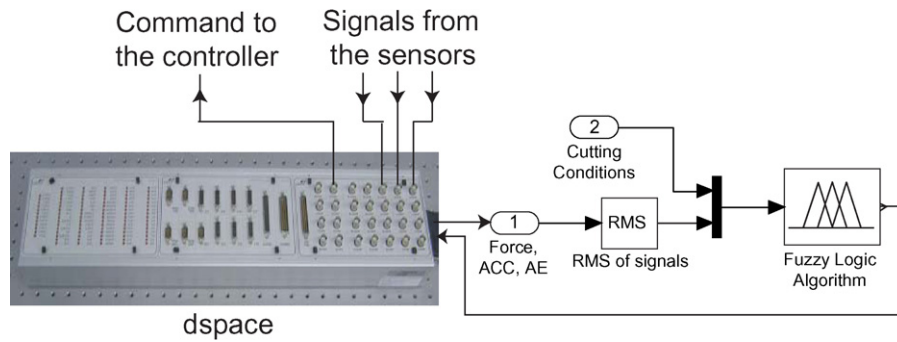 Command to
the controller
Signals from
the sensors
2
Cutting
Conditions
1
Force,
ACC, AE
RMS
RMS of signals
Fuzzy Logic
Algorithm
dspace